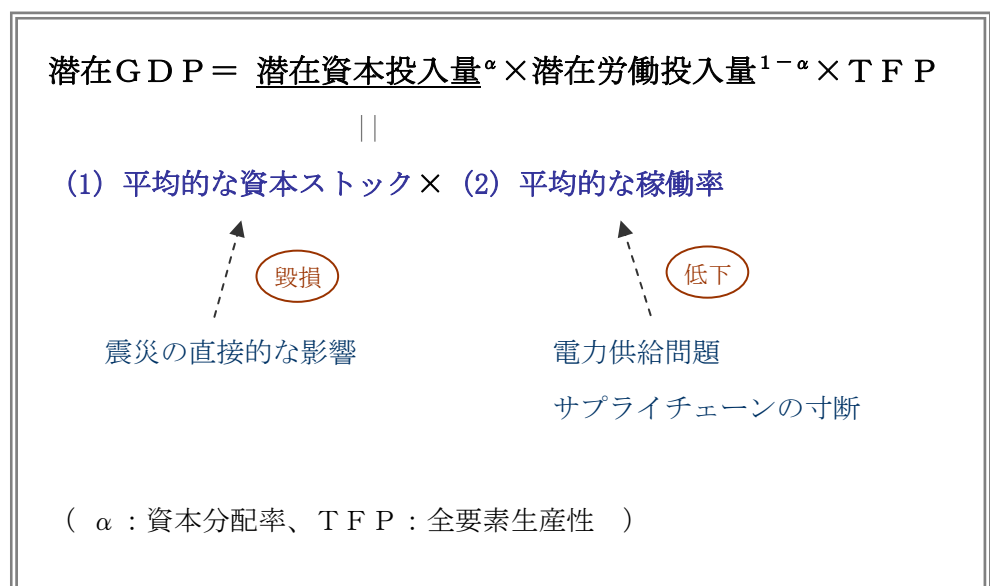 潜在ＧＤＰ＝ 潜在資本投入量^α×潜在労働投入量^１－α×ＴＦＰ
||
(1) 平均的な資本ストック× (2) 平均的な稼働率
毀損 低下
震災の直接的な影響 電力供給問題
サプライチェーンの寸断
（ α：資本分配率、ＴＦＰ：全要素生産性 ）